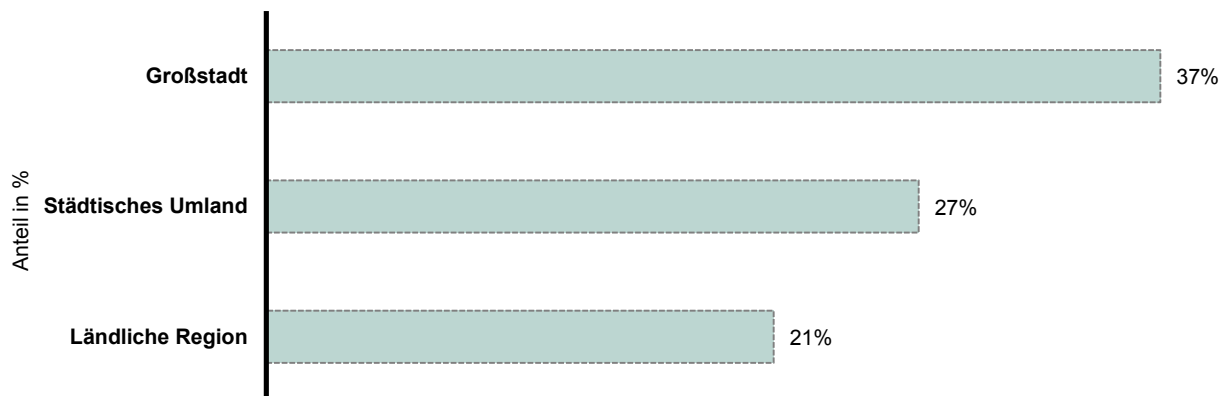 Großstadt
37%
Anteil in %
Städtisches Umland
27%
Ländliche Region
21%